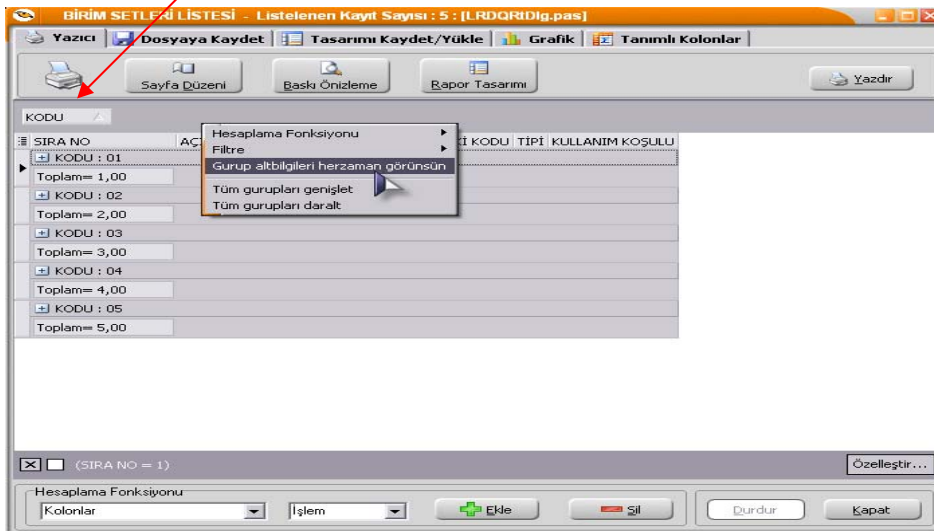 BİRİM SETLERİ LİSTESİ - Listelenen Kayıt Sayısı : 5 : [LRDQRtDlg.pas]
Yazıcı Dosyaya Kaydet Tasarımı Kaydet/Yükle Grafik Tanımlı Kolonlar
Sayfa Düzeni Baskı Önizleme Rapor Tasarımı Yazdır
KODU
SIRA NO AÇ İ KODU TİPİ KULLANIM KOŞULU
Hesaplama Fonksiyonu
Filtre
Gurup altbilgileri herzaman görünsün
Tüm gurupları genişlet
Tüm gurupları daralt
KODU : 01
Toplam= 1,00
KODU : 02
Toplam= 2,00
KODU : 03
Toplam= 3,00
KODU : 04
Toplam= 4,00
KODU : 05
Toplam= 5,00
(SIRA NO = 1) Özelleştir...
Hesaplama Fonksiyonu
Kolonlar İşlem Ekle Sil Durdur Kapat